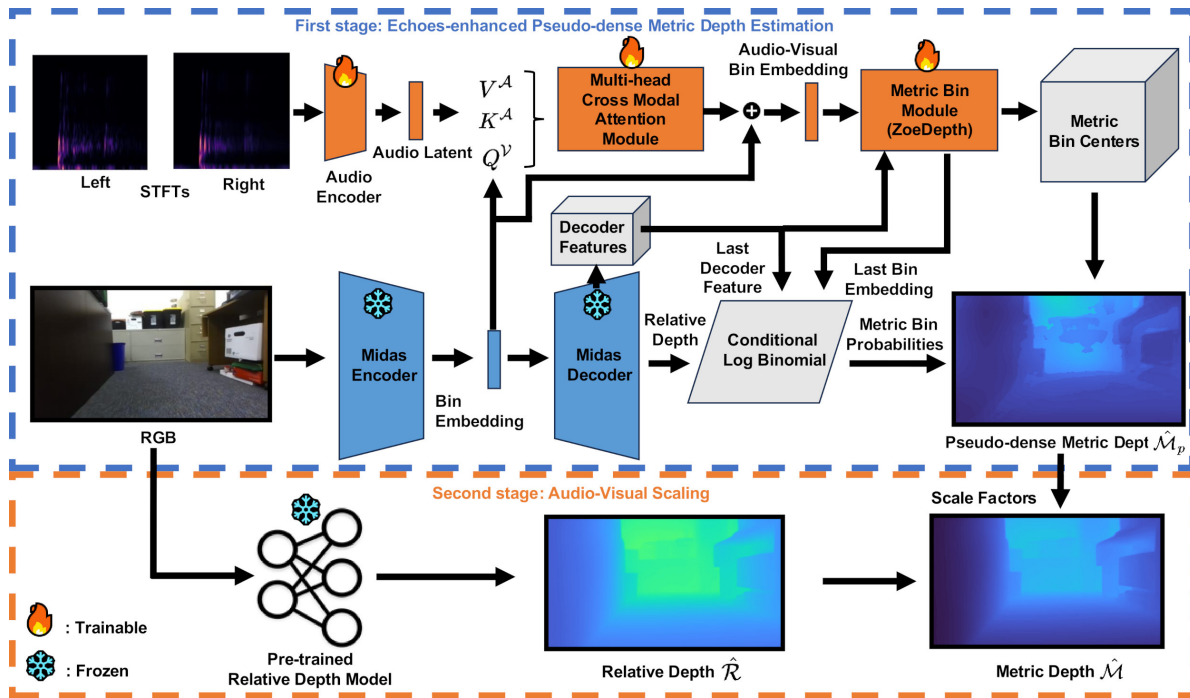 First stage: Echoes-enhanced Pseudo-dense Metric Depth Estimation
Left
Right
STFTs
Audio
Encoder
Audio Latent
V^𝒜
K^𝒜
Q^𝒱
Multi-head
Cross Modal
Attention
Module
Audio-Visual
Bin Embedding
Metric Bin
Module
(ZoeDepth)
Metric
Bin Centers
Decoder
Features
Last
Decoder
Feature
Last Bin
Embedding
RGB
Midas
Encoder
Bin
Embedding
Midas
Decoder
Relative
Depth
Conditional
Log Binomial
Metric Bin
Probabilities
Pseudo-dense Metric Dept ℳ̂_p
Second stage: Audio-Visual Scaling
Scale Factors
: Trainable
: Frozen
Pre-trained
Relative Depth Model
Relative Depth ℛ̂
Metric Depth ℳ̂